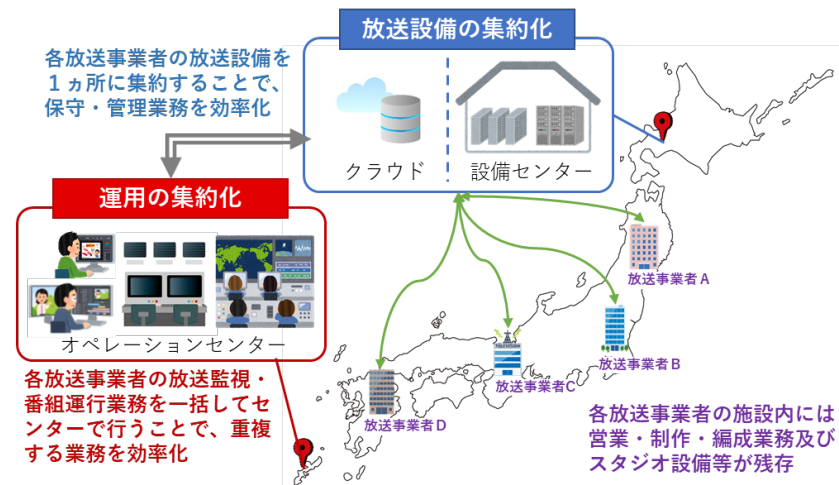 放送設備の集約化
各放送事業者の放送設備を
１ヵ所に集約することで、
保守・管理業務を効率化
クラウド
設備センター
運用の集約化
オペレーションセンター
各放送事業者の放送監視・
番組運行業務を一括してセ
ンターで行うことで、重複
する業務を効率化
放送事業者A
放送事業者B
TELEVISION
放送事業者C
放送事業者D
各放送事業者の施設内には
営業・制作・編成業務及び
スタジオ設備等が残存